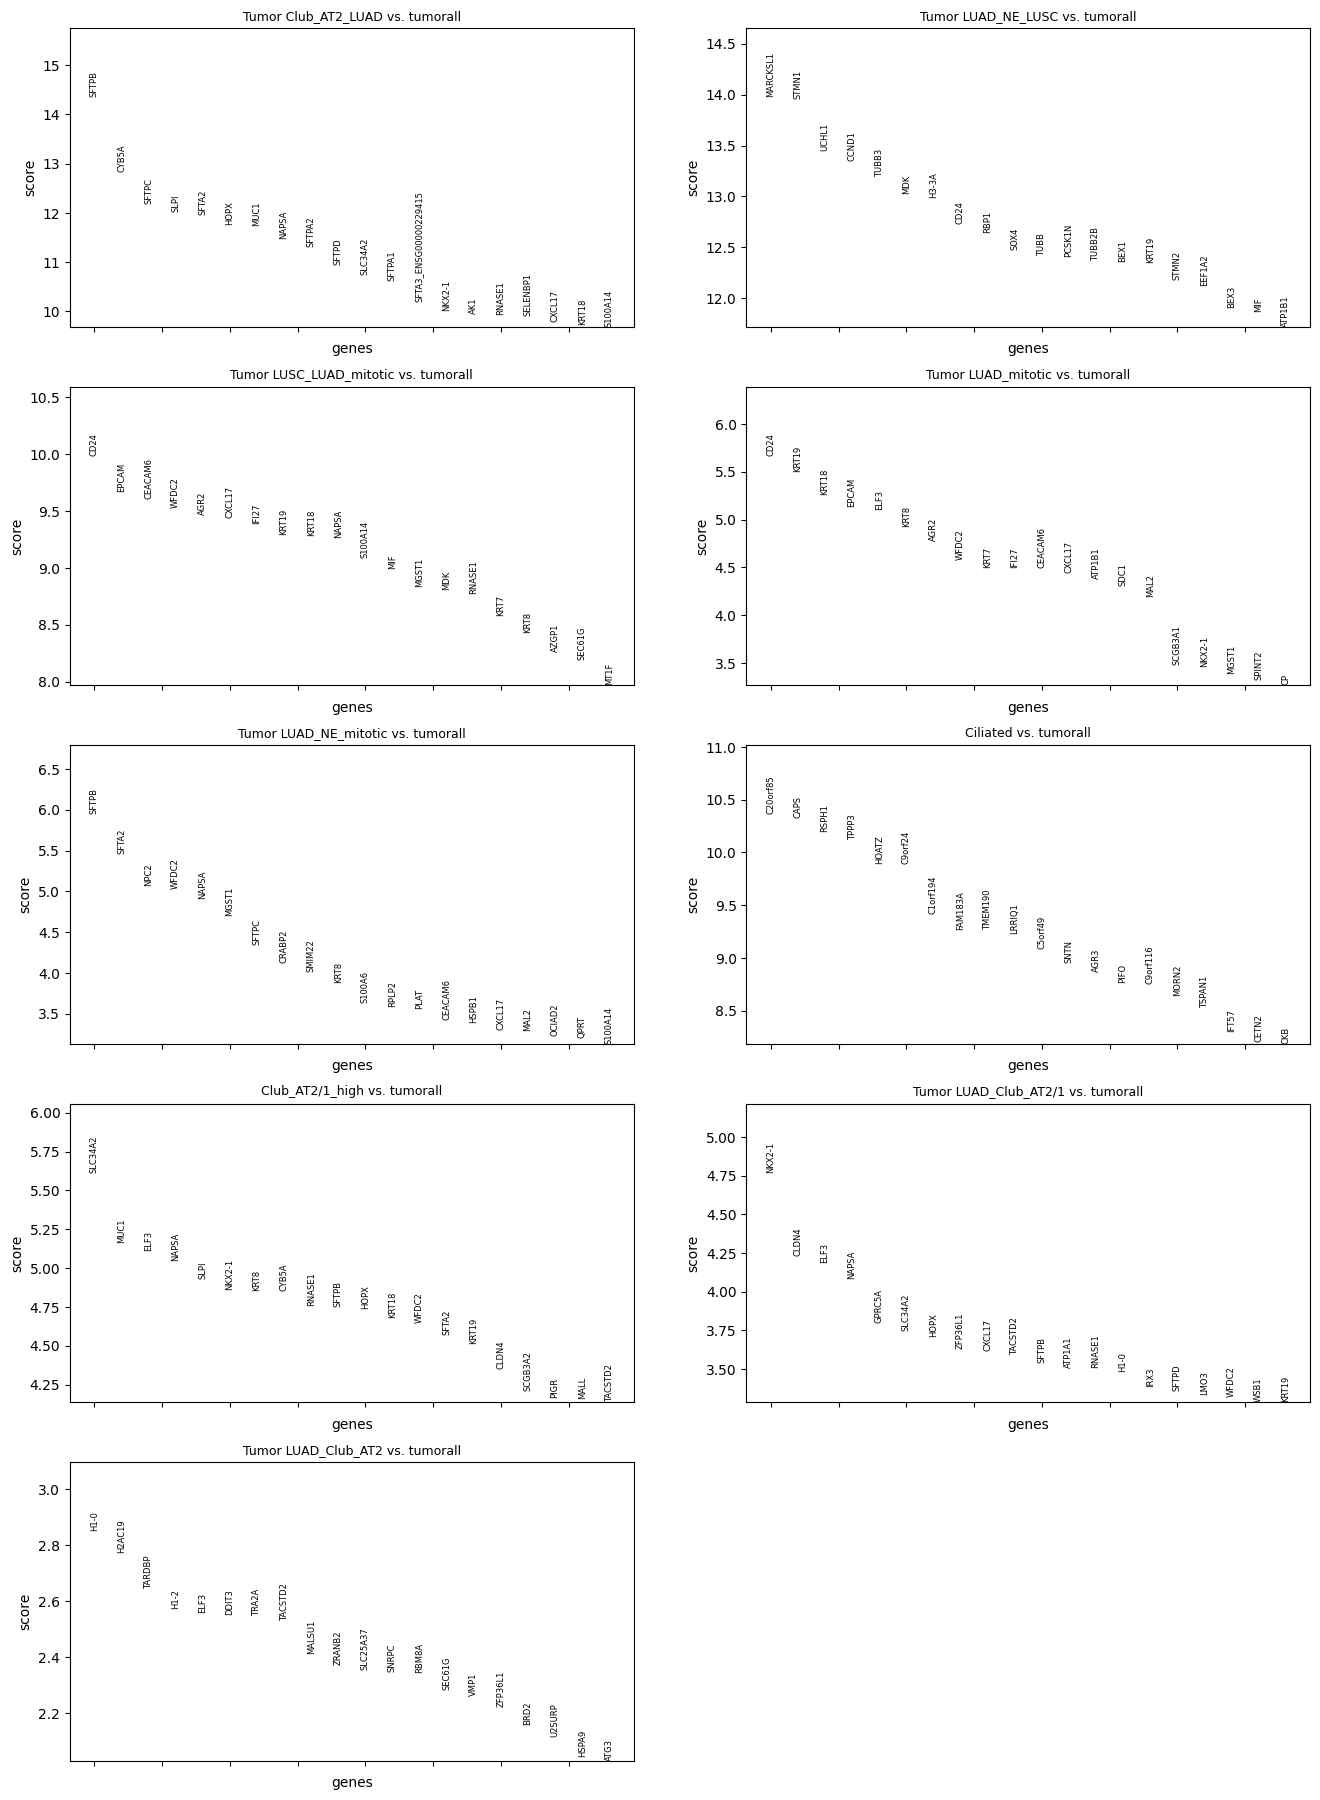 Tumor Club_AT2_LUAD vs. tumorall
score
15
14
13
12
11
10
SFTPB
CYB5A
SFTPC
SLPI
SFTA2
HOPX
MUC1
NAPSA
SFTPA2
SFTPD
SLC34A2
SFTPA1
SFTA3_ENSG00000229415
NKX2-1
AK1
RNASE1
SELENBP1
CXCL17
KRT18
S100A14
genes
Tumor LUAD_NE_LUSC vs. tumorall
score
14.5
14.0
13.5
13.0
12.5
12.0
MARCKSL1
STMN1
UCHL1
CCND1
TUBB3
MDK
H3-3A
CD24
RBP1
SOX4
TUBB
PCSK1N
TUBB2B
BEX1
KRT19
STMN2
EEF1A2
BEX3
MIF
ATP1B1
genes
Tumor LUSC_LUAD_mitotic vs. tumorall
score
10.5
10.0
9.5
9.0
8.5
8.0
CD24
EPCAM
CEACAM6
WFDC2
AGR2
CXCL17
IFI27
KRT19
KRT18
NAPSA
S100A14
MIF
MGST1
MDK
RNASE1
KRT7
KRT8
AZGP1
SEC61G
MT1F
genes
Tumor LUAD_mitotic vs. tumorall
score
6.0
5.5
5.0
4.5
4.0
3.5
CD24
KRT19
KRT18
EPCAM
ELF3
KRT8
AGR2
WFDC2
KRT7
IFI27
CEACAM6
CXCL17
ATP1B1
SDC1
MAL2
SCGB3A1
NKX2-1
MGST1
SPINT2
CP
genes
Tumor LUAD_NE_mitotic vs. tumorall
score
6.5
6.0
5.5
5.0
4.5
4.0
3.5
SFTPB
SFTA2
NPC2
WFDC2
NAPSA
MGST1
SFTPC
CRABP2
SMIM22
KRT8
S100A6
RPLP2
PLAT
CEACAM6
HSPB1
CXCL17
MAL2
OCIAD2
QPRT
S100A14
genes
Ciliated vs. tumorall
score
11.0
10.5
10.0
9.5
9.0
8.5
C20orf85
CAPS
RSPH1
TPPP3
HOATZ
C9orf24
C1orf194
FAM183A
TMEM190
LRRIQ1
C5orf49
SNTN
AGR3
PIFO
C9orf116
MORN2
TSPAN1
IFT57
CETN2
CKB
genes
Club_AT2/1_high vs. tumorall
score
6.00
5.75
5.50
5.25
5.00
4.75
4.50
4.25
SLC34A2
MUC1
ELF3
NAPSA
SLPI
NKX2-1
KRT8
CYB5A
RNASE1
SFTPB
HOPX
KRT18
WFDC2
SFTA2
KRT19
CLDN4
SCGB3A2
PIGR
MALL
TACSTD2
genes
Tumor LUAD_Club_AT2/1 vs. tumorall
score
5.00
4.75
4.50
4.25
4.00
3.75
3.50
NKX2-1
CLDN4
ELF3
NAPSA
GPRC5A
SLC34A2
HOPX
ZFP36L1
CXCL17
TACSTD2
SFTPB
ATP1A1
RNASE1
H1-0
IRX3
SFTPD
LMO3
WFDC2
WSB1
KRT19
genes
Tumor LUAD_Club_AT2 vs. tumorall
score
3.0
2.8
2.6
2.4
2.2
H1-0
H2AC19
TARDBP
H1-2
ELF3
DDIT3
TRA2A
TACSTD2
MALSU1
ZRANB2
SLC25A37
SNRPC
RBM8A
SEC61G
VMP1
ZFP36L1
BRD2
U2SURP
HSPA9
ATG3
genes